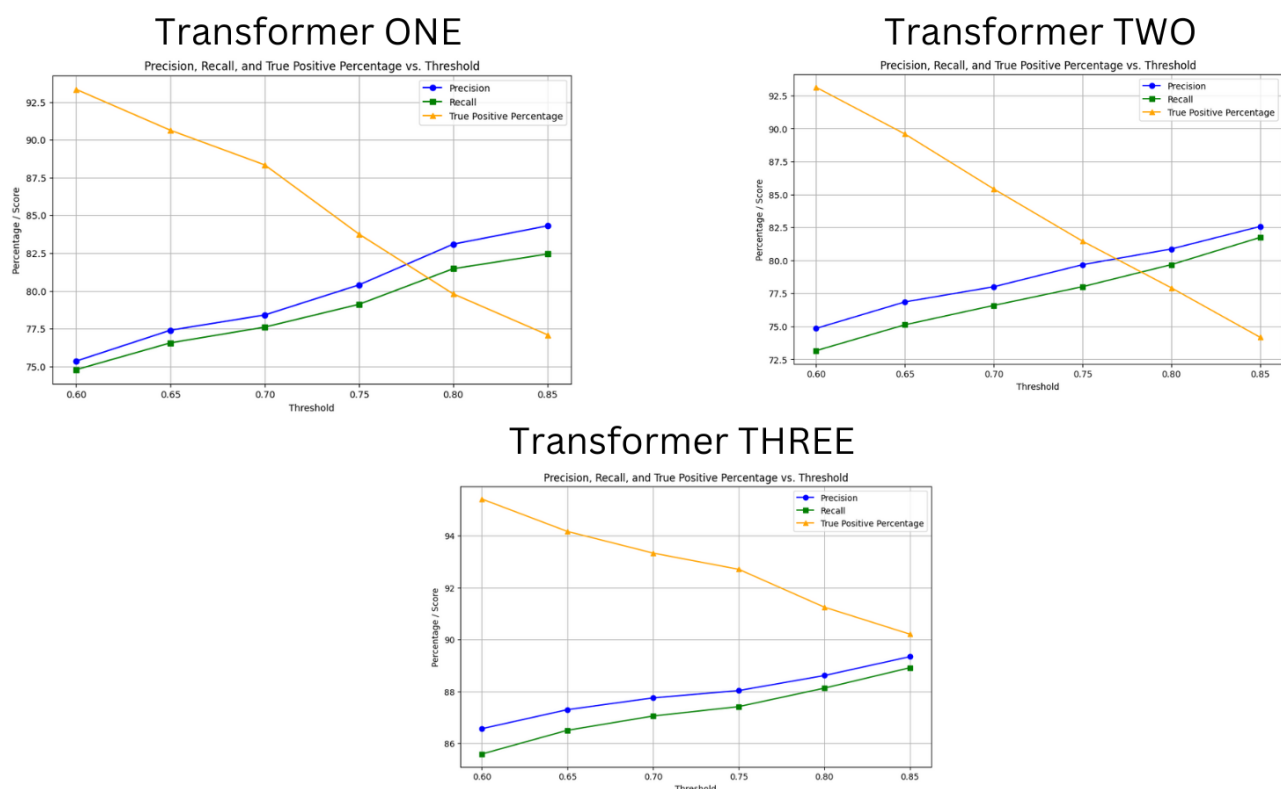 Transformer ONE
Precision, Recall, and True Positive Percentage vs. Threshold
Precision
Recall
True Positive Percentage
92.5
90.0
87.5
85.0
82.5
80.0
77.5
75.0
Percentage / Score
0.60 0.65 0.70 0.75 0.80 0.85
Threshold
Transformer TWO
Precision, Recall, and True Positive Percentage vs. Threshold
Precision
Recall
True Positive Percentage
92.5
90.0
87.5
85.0
82.5
80.0
77.5
75.0
72.5
Percentage / Score
0.60 0.65 0.70 0.75 0.80 0.85
Threshold
Transformer THREE
Precision, Recall, and True Positive Percentage vs. Threshold
Precision
Recall
True Positive Percentage
94
92
90
88
86
Percentage / Score
0.60 0.65 0.70 0.75 0.80 0.85
Threshold